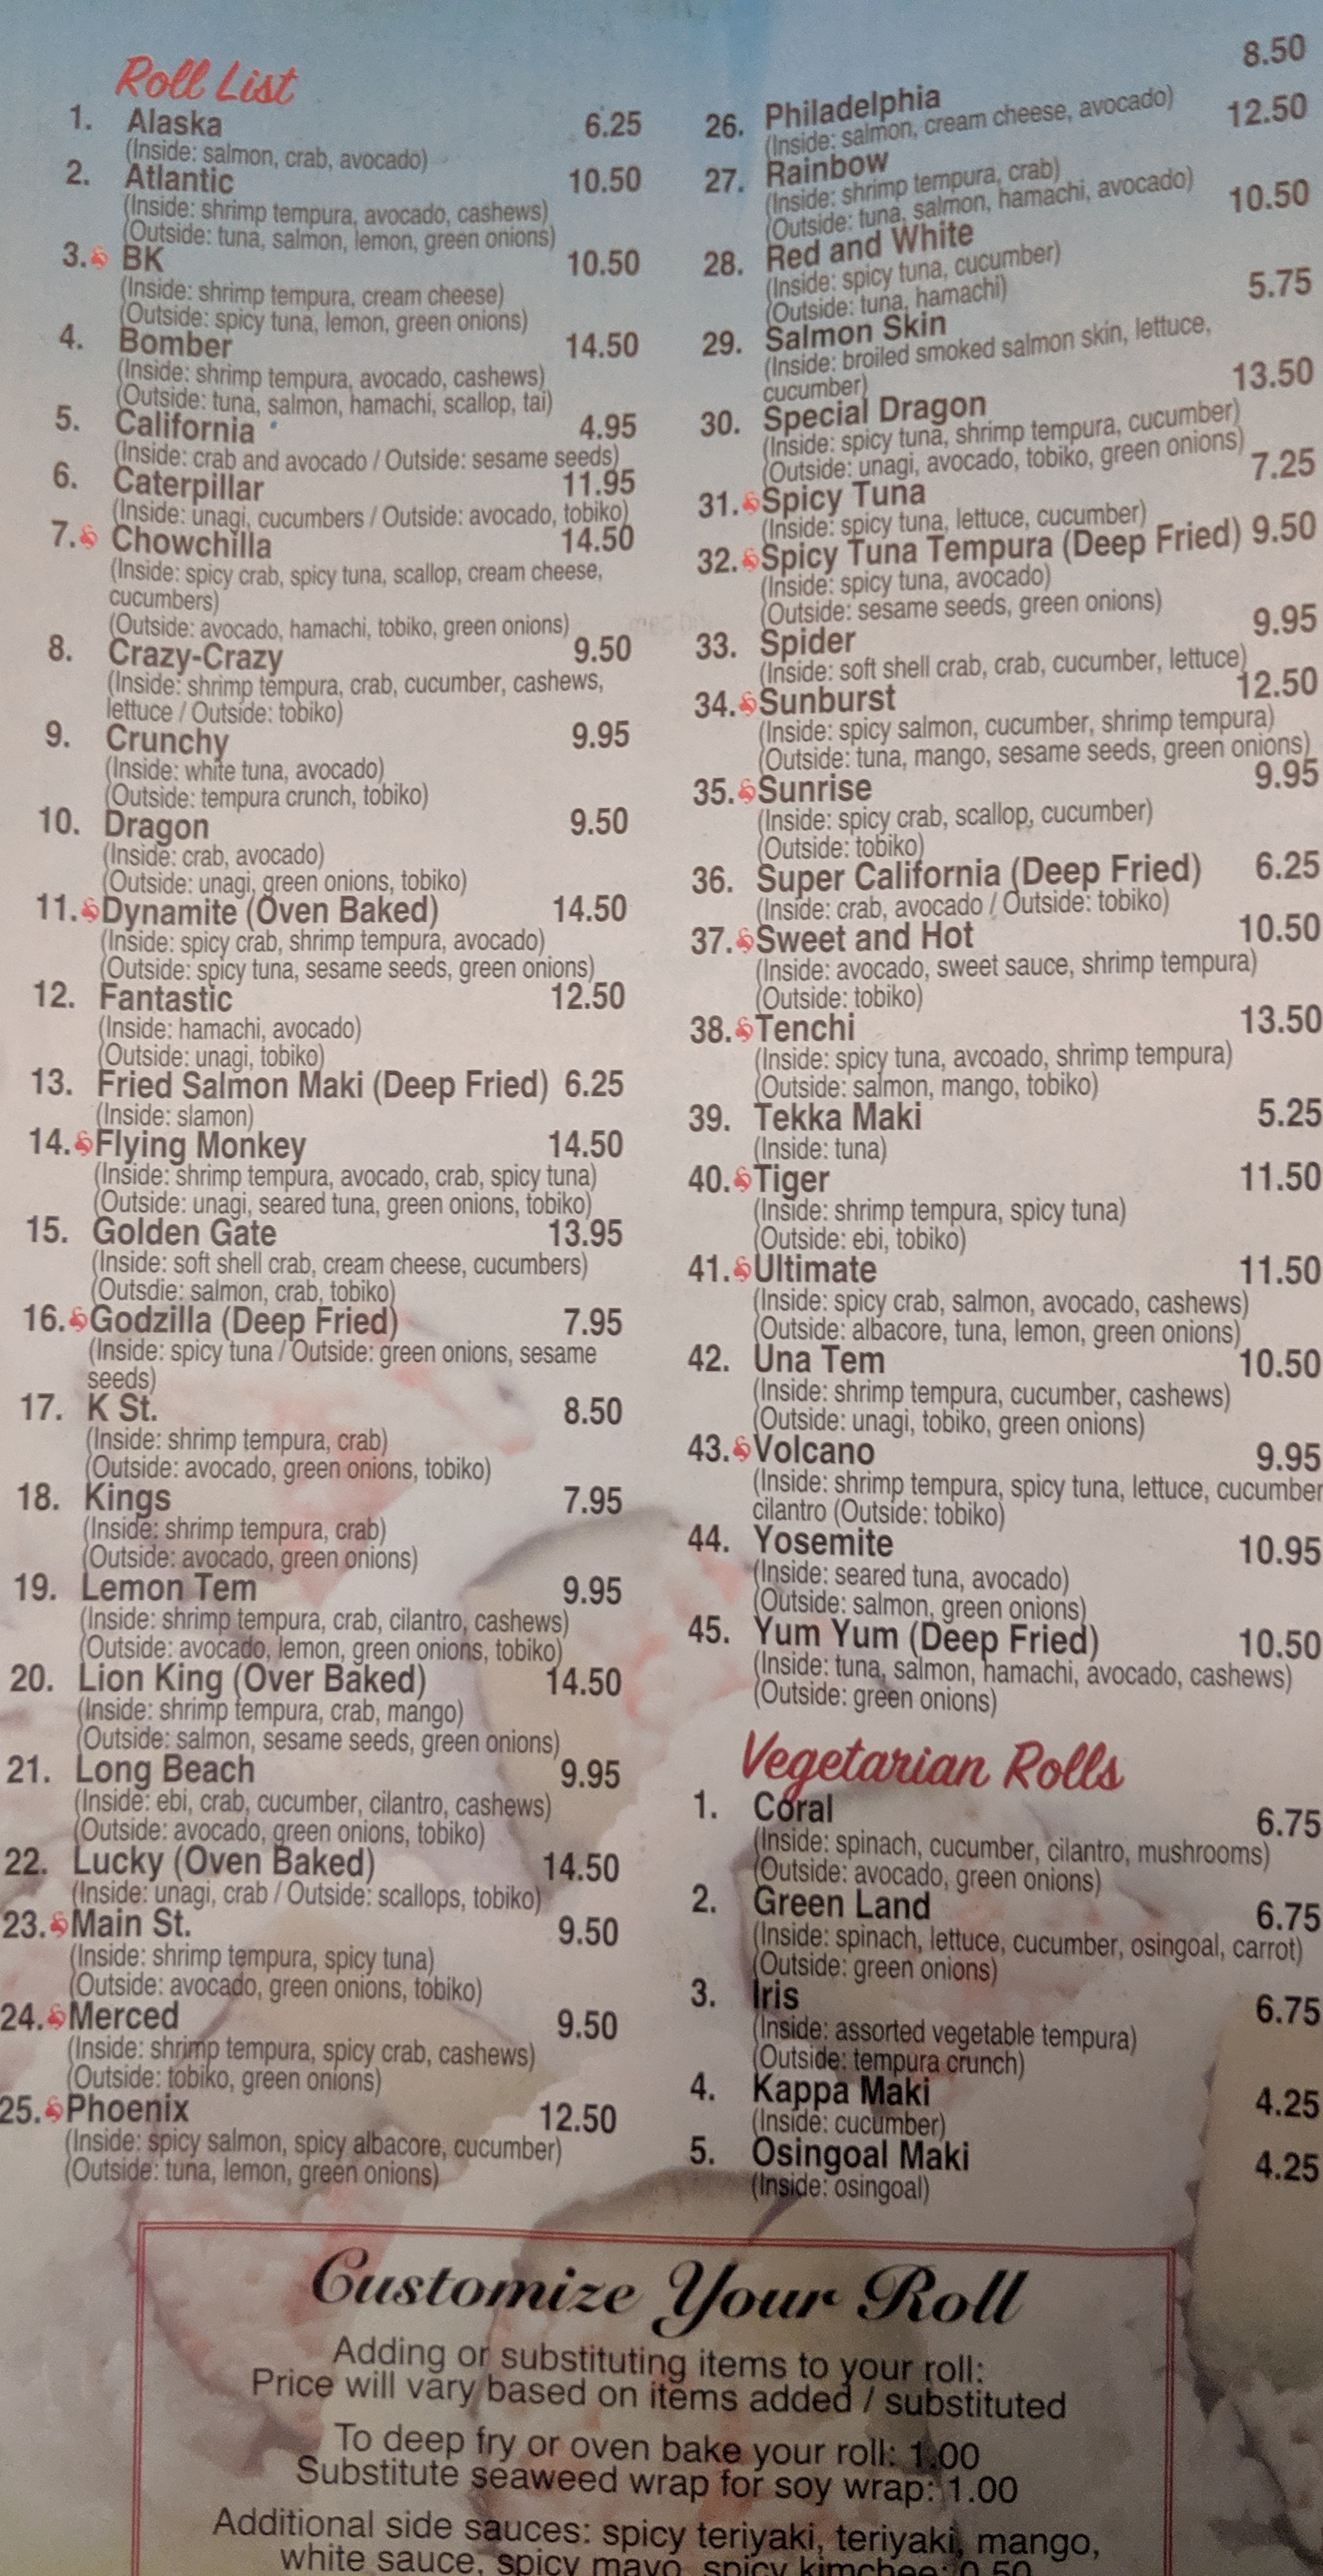 Roll List
1. Alaska 6.25
(Inside: salmon, crab, avocado)
2. Atlantic 10.50
(Inside: shrimp tempura, avocado, cashews)
(Outside: tuna, salmon, lemon, green onions)
3. BK 10.50
(Inside: shrimp tempura, cream cheese)
(Outside: spicy tuna, lemon, green onions)
4. Bomber 14.50
(Inside: shrimp tempura, avocado, cashews)
(Outside: tuna, salmon, hamachi, scallop, tai)
5. California 4.95
(Inside: crab and avocado / Outside: sesame seeds)
6. Caterpillar 11.95
(Inside: unagi, cucumbers / Outside: avocado, tobiko)
7. Chowchilla 14.50
(Inside: spicy crab, spicy tuna, scallop, cream cheese,
cucumbers)
(Outside: avocado, hamachi, tobiko, green onions)
8. Crazy-Crazy 9.50
(Inside: shrimp tempura, crab, cucumber, cashews,
lettuce / Outside: tobiko)
9. Crunchy 9.95
(Inside: white tuna, avocado)
(Outside: tempura crunch, tobiko)
10. Dragon 9.50
(Inside: crab, avocado)
(Outside: unagi, green onions, tobiko)
11. Dynamite (Oven Baked) 14.50
(Inside: spicy crab, shrimp tempura, avocado)
(Outside: spicy tuna, sesame seeds, green onions)
12. Fantastic 12.50
(Inside: hamachi, avocado)
(Outside: unagi, tobiko)
13. Fried Salmon Maki (Deep Fried) 6.25
(Inside: slamon)
14. Flying Monkey 14.50
(Inside: shrimp tempura, avocado, crab, spicy tuna)
(Outside: unagi, seared tuna, green onions, tobiko)
15. Golden Gate 13.95
(Inside: soft shell crab, cream cheese, cucumbers)
(Outsdie: salmon, crab, tobiko)
16. Godzilla (Deep Fried) 7.95
(Inside: spicy tuna / Outside: green onions, sesame
seeds)
17. K St. 8.50
(Inside: shrimp tempura, crab)
(Outside: avocado, green onions, tobiko)
18. Kings 7.95
(Inside: shrimp tempura, crab)
(Outside: avocado, green onions)
19. Lemon Tem 9.95
(Inside: shrimp tempura, crab, cilantro, cashews)
(Outside: avocado, lemon, green onions, tobiko)
20. Lion King (Over Baked) 14.50
(Inside: shrimp tempura, crab, mango)
(Outside: salmon, sesame seeds, green onions)
21. Long Beach 9.95
(Inside: ebi, crab, cucumber, cilantro, cashews)
(Outside: avocado, green onions, tobiko)
22. Lucky (Oven Baked) 14.50
(Inside: unagi, crab / Outside: scallops, tobiko)
23. Main St. 9.50
(Inside: shrimp tempura, spicy tuna)
(Outside: avocado, green onions, tobiko)
24. Merced 9.50
(Inside: shrimp tempura, spicy crab, cashews)
(Outside: tobiko, green onions)
25. Phoenix 12.50
(Inside: spicy salmon, spicy albacore, cucumber)
(Outside: tuna, lemon, green onions)
26. Philadelphia 8.50
(Inside: salmon, cream cheese, avocado)
27. Rainbow 12.50
(Inside: shrimp tempura, crab)
(Outside: tuna, salmon, hamachi, avocado)
28. Red and White 10.50
(Inside: spicy tuna, cucumber)
(Outside: tuna, hamachi)
29. Salmon Skin 5.75
(Inside: broiled smoked salmon skin, lettuce,
cucumber)
30. Special Dragon 13.50
(Inside: spicy tuna, shrimp tempura, cucumber)
(Outside: unagi, avocado, tobiko, green onions)
31. Spicy Tuna 7.25
(Inside: spicy tuna, lettuce, cucumber)
32. Spicy Tuna Tempura (Deep Fried) 9.50
(Inside: spicy tuna, avocado)
(Outside: sesame seeds, green onions)
33. Spider 9.95
(Inside: soft shell crab, crab, cucumber, lettuce)
34. Sunburst 12.50
(Inside: spicy salmon, cucumber, shrimp tempura)
(Outside: tuna, mango, sesame seeds, green onions)
35. Sunrise 9.95
(Inside: spicy crab, scallop, cucumber)
(Outside: tobiko)
36. Super California (Deep Fried) 6.25
(Inside: crab, avocado / Outside: tobiko)
37. Sweet and Hot 10.50
(Inside: avocado, sweet sauce, shrimp tempura)
(Outside: tobiko)
38. Tenchi 13.50
(Inside: spicy tuna, avcoado, shrimp tempura)
(Outside: salmon, mango, tobiko)
39. Tekka Maki 5.25
(Inside: tuna)
40. Tiger 11.50
(Inside: shrimp tempura, spicy tuna)
(Outside: ebi, tobiko)
41. Ultimate 11.50
(Inside: spicy crab, salmon, avocado, cashews)
(Outside: albacore, tuna, lemon, green onions)
42. Una Tem 10.50
(Inside: shrimp tempura, cucumber, cashews)
(Outside: unagi, tobiko, green onions)
43. Volcano 9.95
(Inside: shrimp tempura, spicy tuna, lettuce, cucumber
cilantro (Outside: tobiko)
44. Yosemite 10.95
(Inside: seared tuna, avocado)
(Outside: salmon, green onions)
45. Yum Yum (Deep Fried) 10.50
(Inside: tuna, salmon, hamachi, avocado, cashews)
(Outside: green onions)
Vegetarian Rolls
1. Coral 6.75
(Inside: spinach, cucumber, cilantro, mushrooms)
(Outside: avocado, green onions)
2. Green Land 6.75
(Inside: spinach, lettuce, cucumber, osingoal, carrot)
(Outside: green onions)
3. Iris 6.75
(Inside: assorted vegetable tempura)
(Outside: tempura crunch)
4. Kappa Maki 4.25
(Inside: cucumber)
5. Osingoal Maki 4.25
(Inside: osingoal)
Customize Your Roll
Adding or substituting items to your roll:
Price will vary based on items added / substituted
To deep fry or oven bake your roll: 1.00
Substitute seaweed wrap for soy wrap: 1.00
Additional side sauces: spicy teriyaki, teriyaki, mango,
white sauce, spicy mayo, spicy kimchee: 0.50